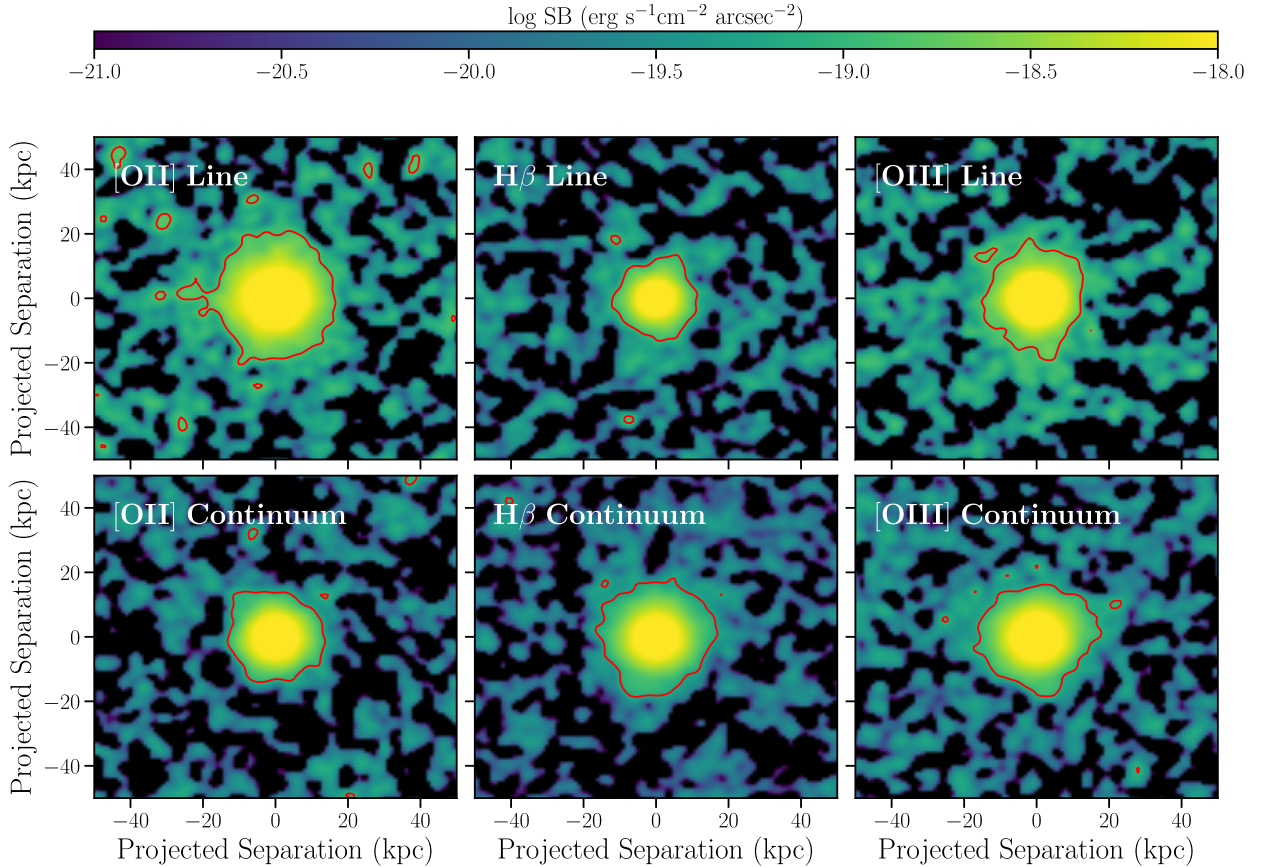 log SB (erg s⁻¹cm⁻² arcsec⁻²)
−21.0 −20.5 −20.0 −19.5 −19.0 −18.5 −18.0
[OII] Line Hβ Line [OIII] Line
40
20
0
−20
−40
Projected Separation (kpc)
[OII] Continuum Hβ Continuum [OIII] Continuum
40
20
0
−20
−40
Projected Separation (kpc)
−40 −20 0 20 40 −40 −20 0 20 40 −40 −20 0 20 40
Projected Separation (kpc) Projected Separation (kpc) Projected Separation (kpc)